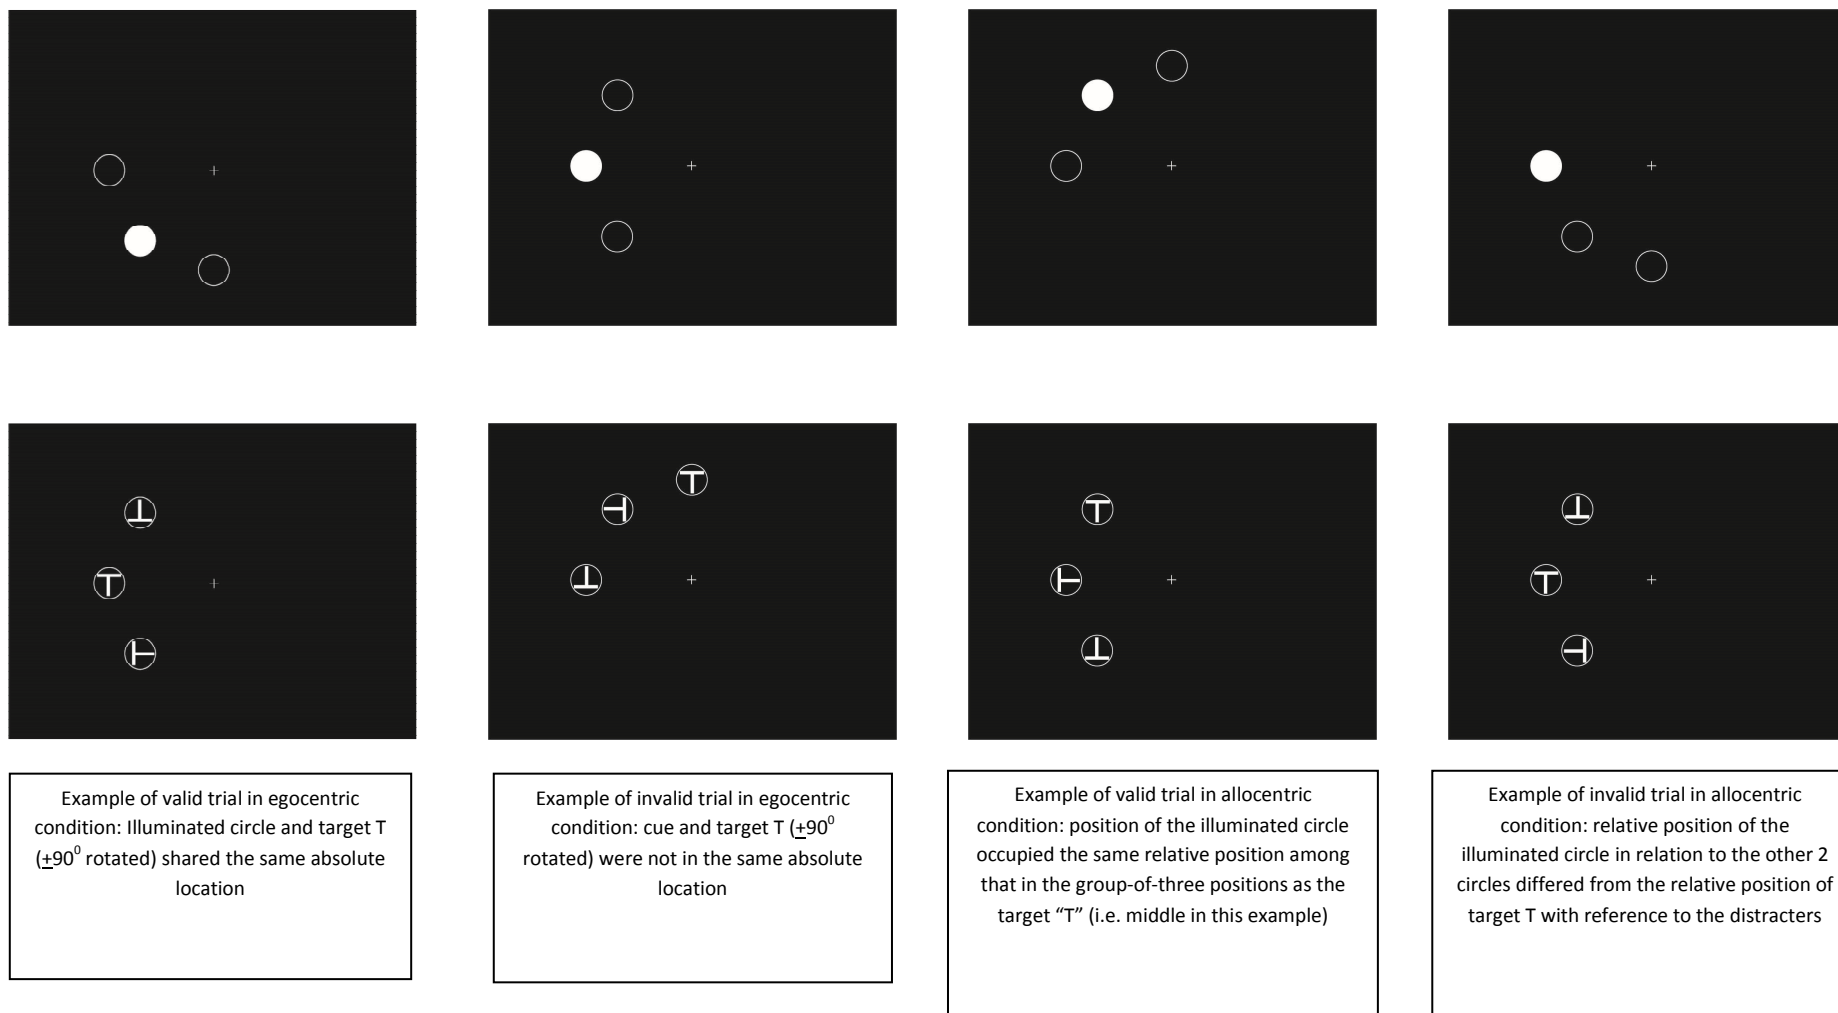 T
T
T
T
T
T
T
T
T
T
T
T
Example of valid trial in egocentric
condition: Illuminated circle and target T
(+90⁰ rotated) shared the same absolute
location
Example of invalid trial in egocentric
condition: cue and target T (+90⁰
rotated) were not in the same absolute
location
Example of valid trial in allocentric
condition: position of the illuminated circle
occupied the same relative position among
that in the group-of-three positions as the
target “T” (i.e. middle in this example)
Example of invalid trial in allocentric
condition: relative position of the
illuminated circle in relation to the other 2
circles differed from the relative position of
target T with reference to the distracters